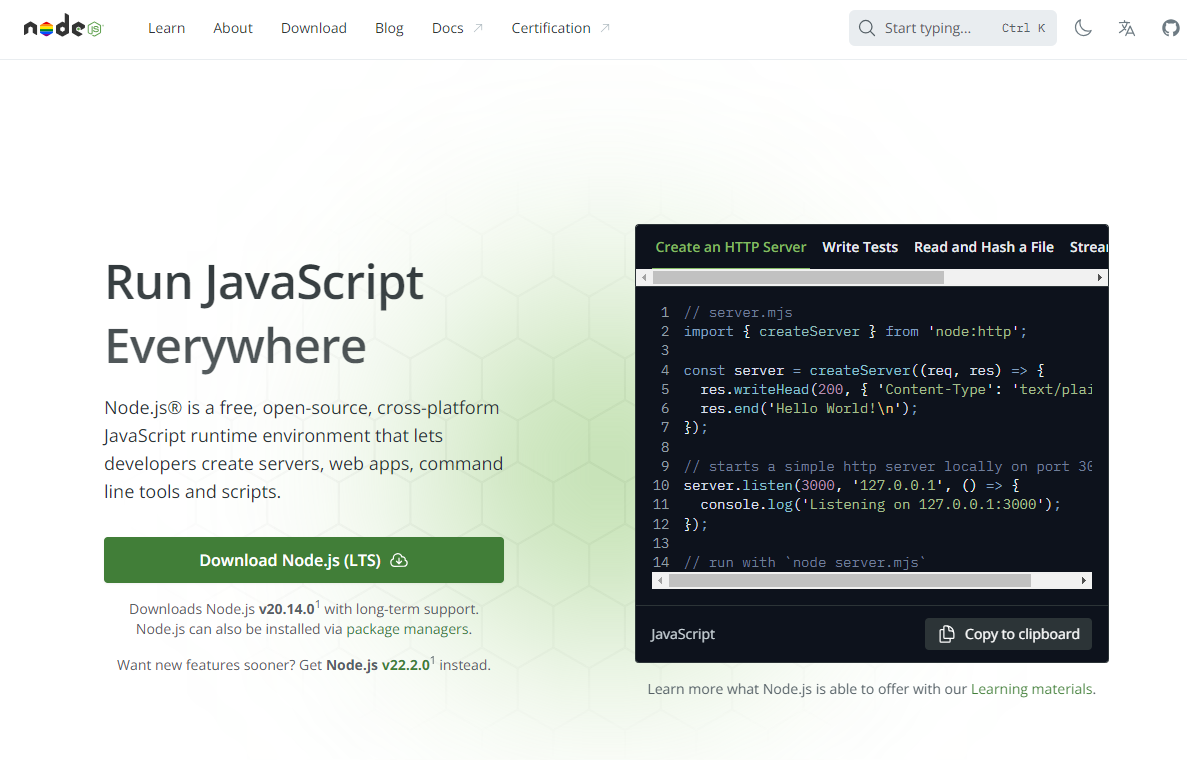 node JS
Learn About Download Blog Docs Certification
Start typing... Ctrl K
Run JavaScript
Everywhere
Node.js® is a free, open-source, cross-platform
JavaScript runtime environment that lets
developers create servers, web apps, command
line tools and scripts.
Download Node.js (LTS)
Downloads Node.js v20.14.0¹ with long-term support.
Node.js can also be installed via package managers.
Want new features sooner? Get Node.js v22.2.0¹ instead.
Create an HTTP Server Write Tests Read and Hash a File Strea
1 // server.mjs
2 import { createServer } from 'node:http';
3
4 const server = createServer((req, res) => {
5   res.writeHead(200, { 'Content-Type': 'text/plai
6   res.end('Hello World!\n');
7 });
8
9 // starts a simple http server locally on port 30
10 server.listen(3000, '127.0.0.1', () => {
11   console.log('Listening on 127.0.0.1:3000');
12 });
13
14 // run with `node server.mjs`
JavaScript Copy to clipboard
Learn more what Node.js is able to offer with our Learning materials.